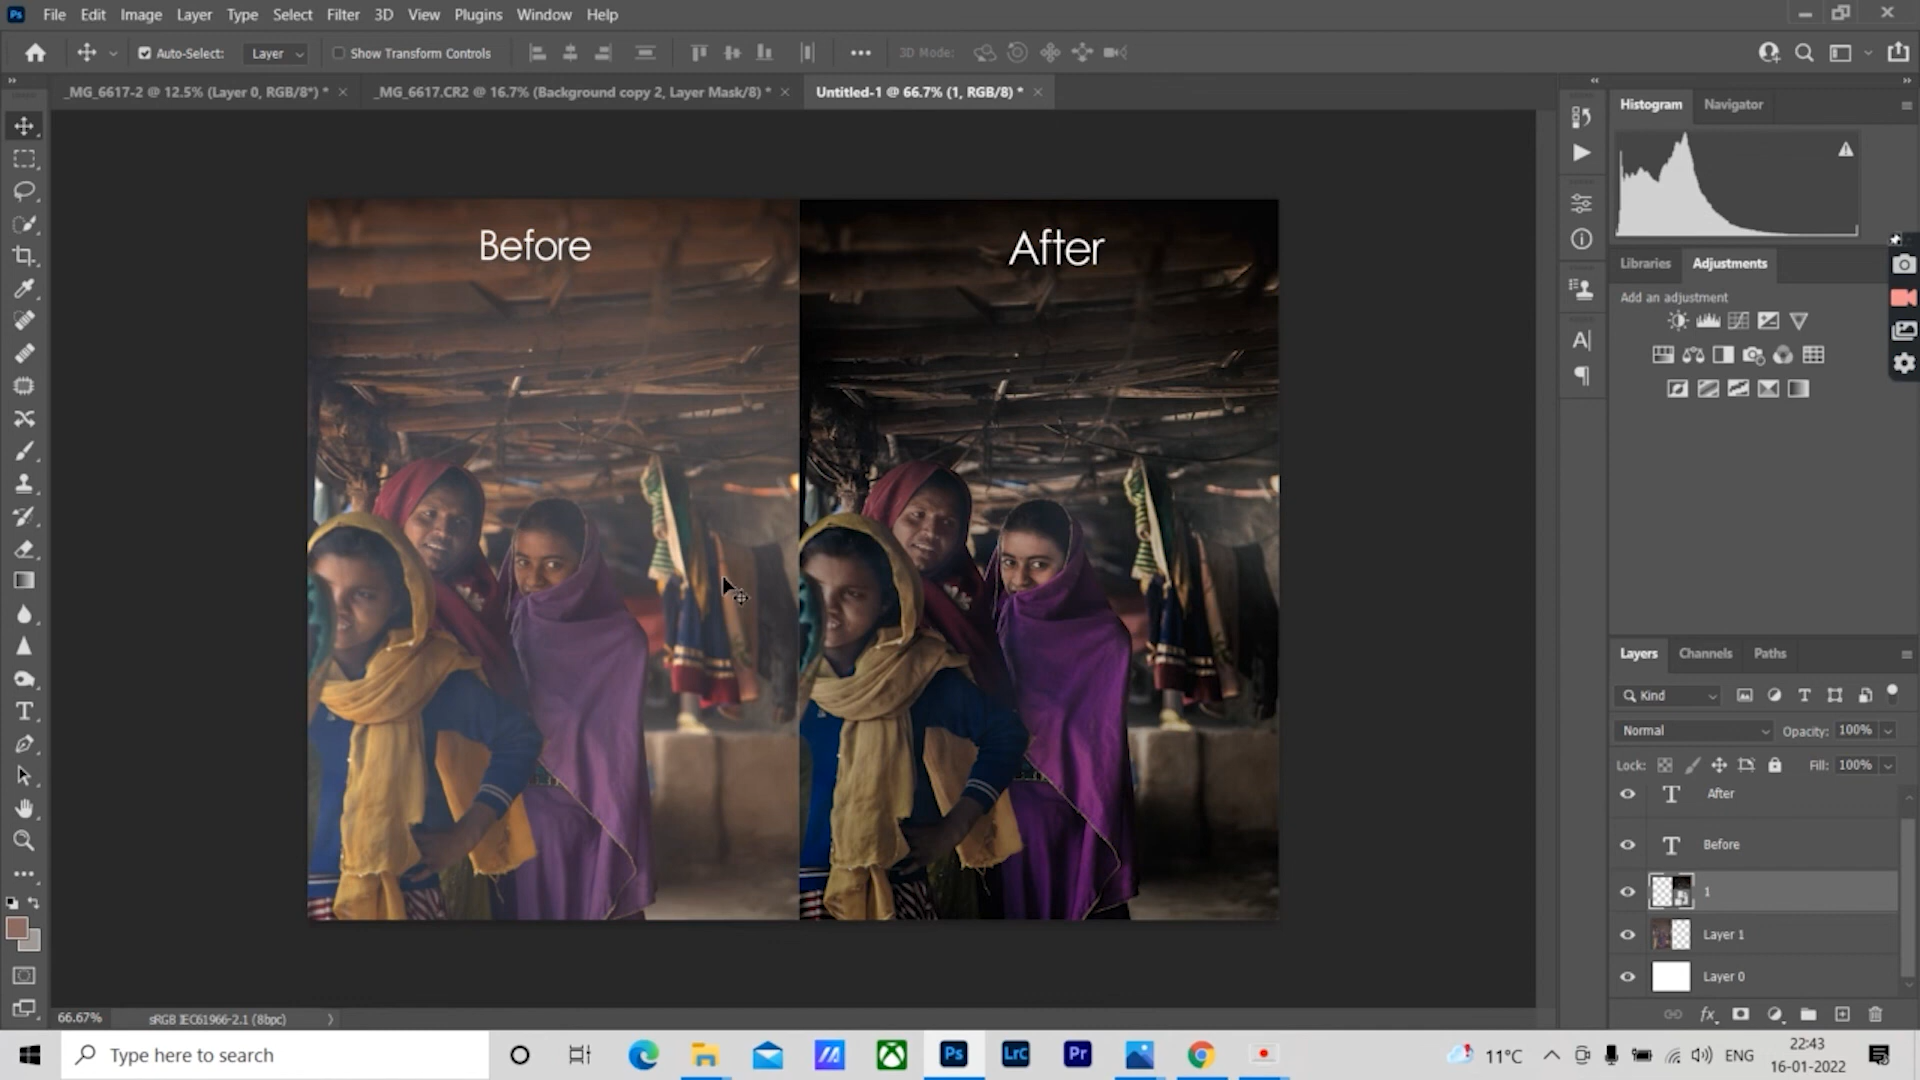 Ps File Edit Image Layer Type Select Filter 3D View Plugins Window Help
Auto-Select: Layer Show Transform Controls 3D Mode:
_MG_6617-2 @ 12.5% (Layer 0, RGB/8*) * _MG_6617.CR2 @ 16.7% (Background copy 2, Layer Mask/8) * Untitled-1 @ 66.7% (1, RGB/8) *
Histogram Navigator
Before After
Libraries Adjustments
Add an adjustment
Layers Channels Paths
Kind
Normal Opacity: 100%
Lock: Fill: 100%
After
Before
1
Layer 1
Layer 0
66.67% sRGB IEC61966-2.1 (8bpc)
Type here to search
Ps LrC Pr
11°C ENG
22:43
16-01-2022